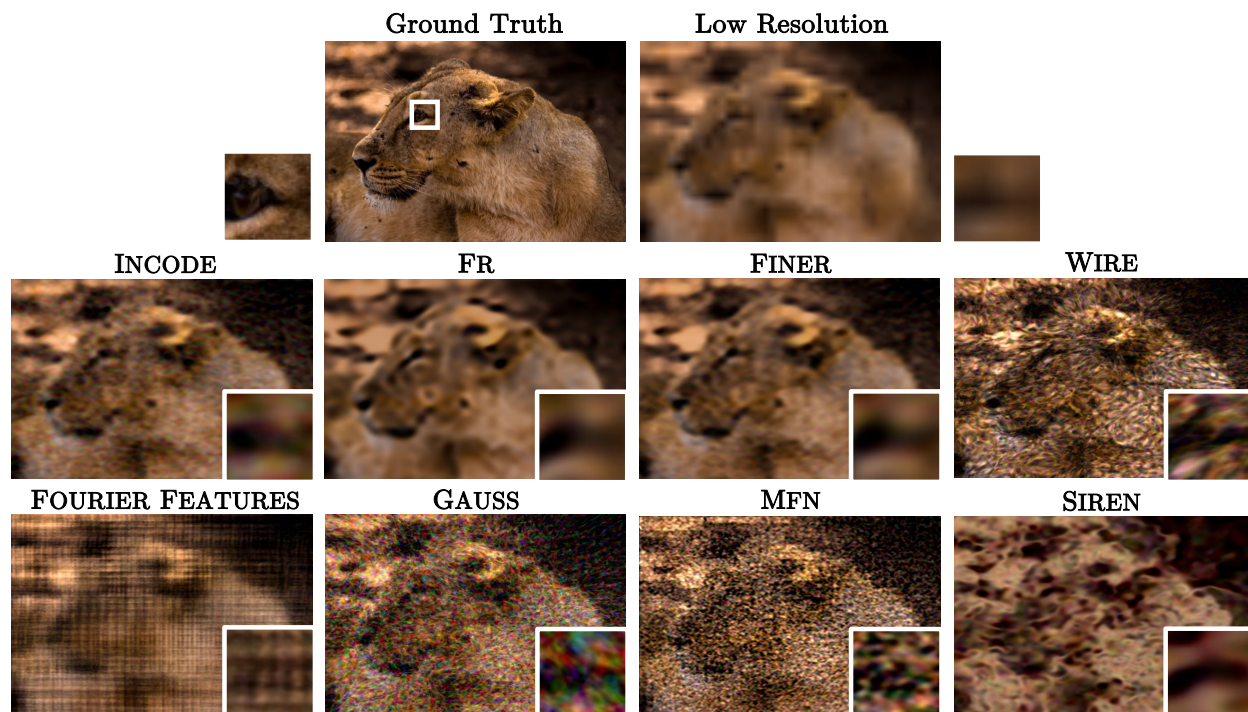 Ground Truth
Low Resolution
INCODE
FR
FINER
WIRE
FOURIER FEATURES
GAUSS
MFN
SIREN